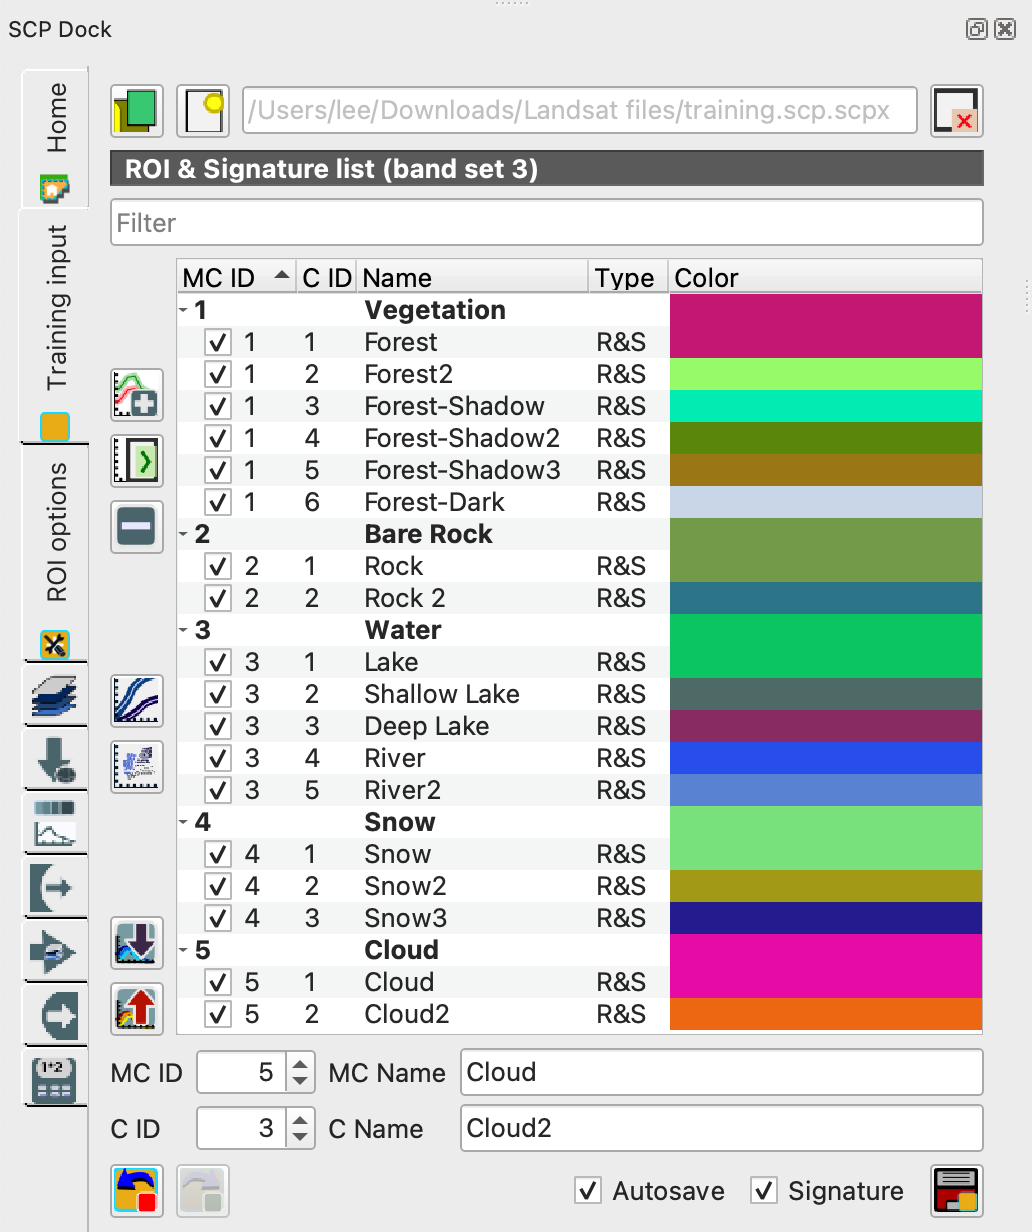 SCP Dock
Home
Training input
ROI options
/Users/lee/Downloads/Landsat files/training.scp.scpx
ROI & Signature list (band set 3)
Filter
MC ID C ID Name Type Color
1 Vegetation
1 1 Forest R&S
1 2 Forest2 R&S
1 3 Forest-Shadow R&S
1 4 Forest-Shadow2 R&S
1 5 Forest-Shadow3 R&S
1 6 Forest-Dark R&S
2 Bare Rock
2 1 Rock R&S
2 2 Rock 2 R&S
3 Water
3 1 Lake R&S
3 2 Shallow Lake R&S
3 3 Deep Lake R&S
3 4 River R&S
3 5 River2 R&S
4 Snow
4 1 Snow R&S
4 2 Snow2 R&S
4 3 Snow3 R&S
5 Cloud
5 1 Cloud R&S
5 2 Cloud2 R&S
1*2
MC ID 5 MC Name Cloud
C ID 3 C Name Cloud2
Autosave Signature